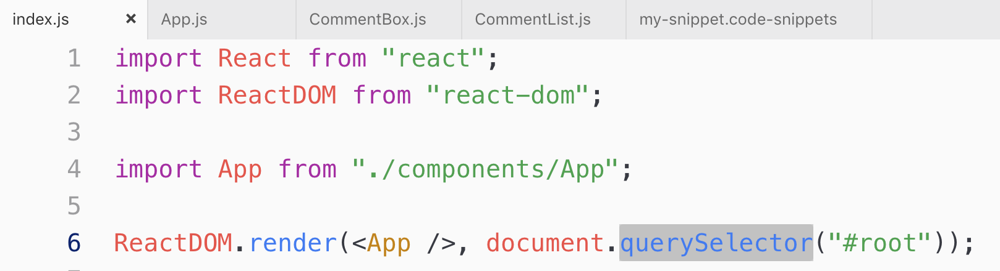 index.js × App.js CommentBox.js CommentList.js my-snippet.code-snippets
1 import React from "react";
2 import ReactDOM from "react-dom";
3
4 import App from "./components/App";
5
6 ReactDOM.render(<App />, document.querySelector("#root"));